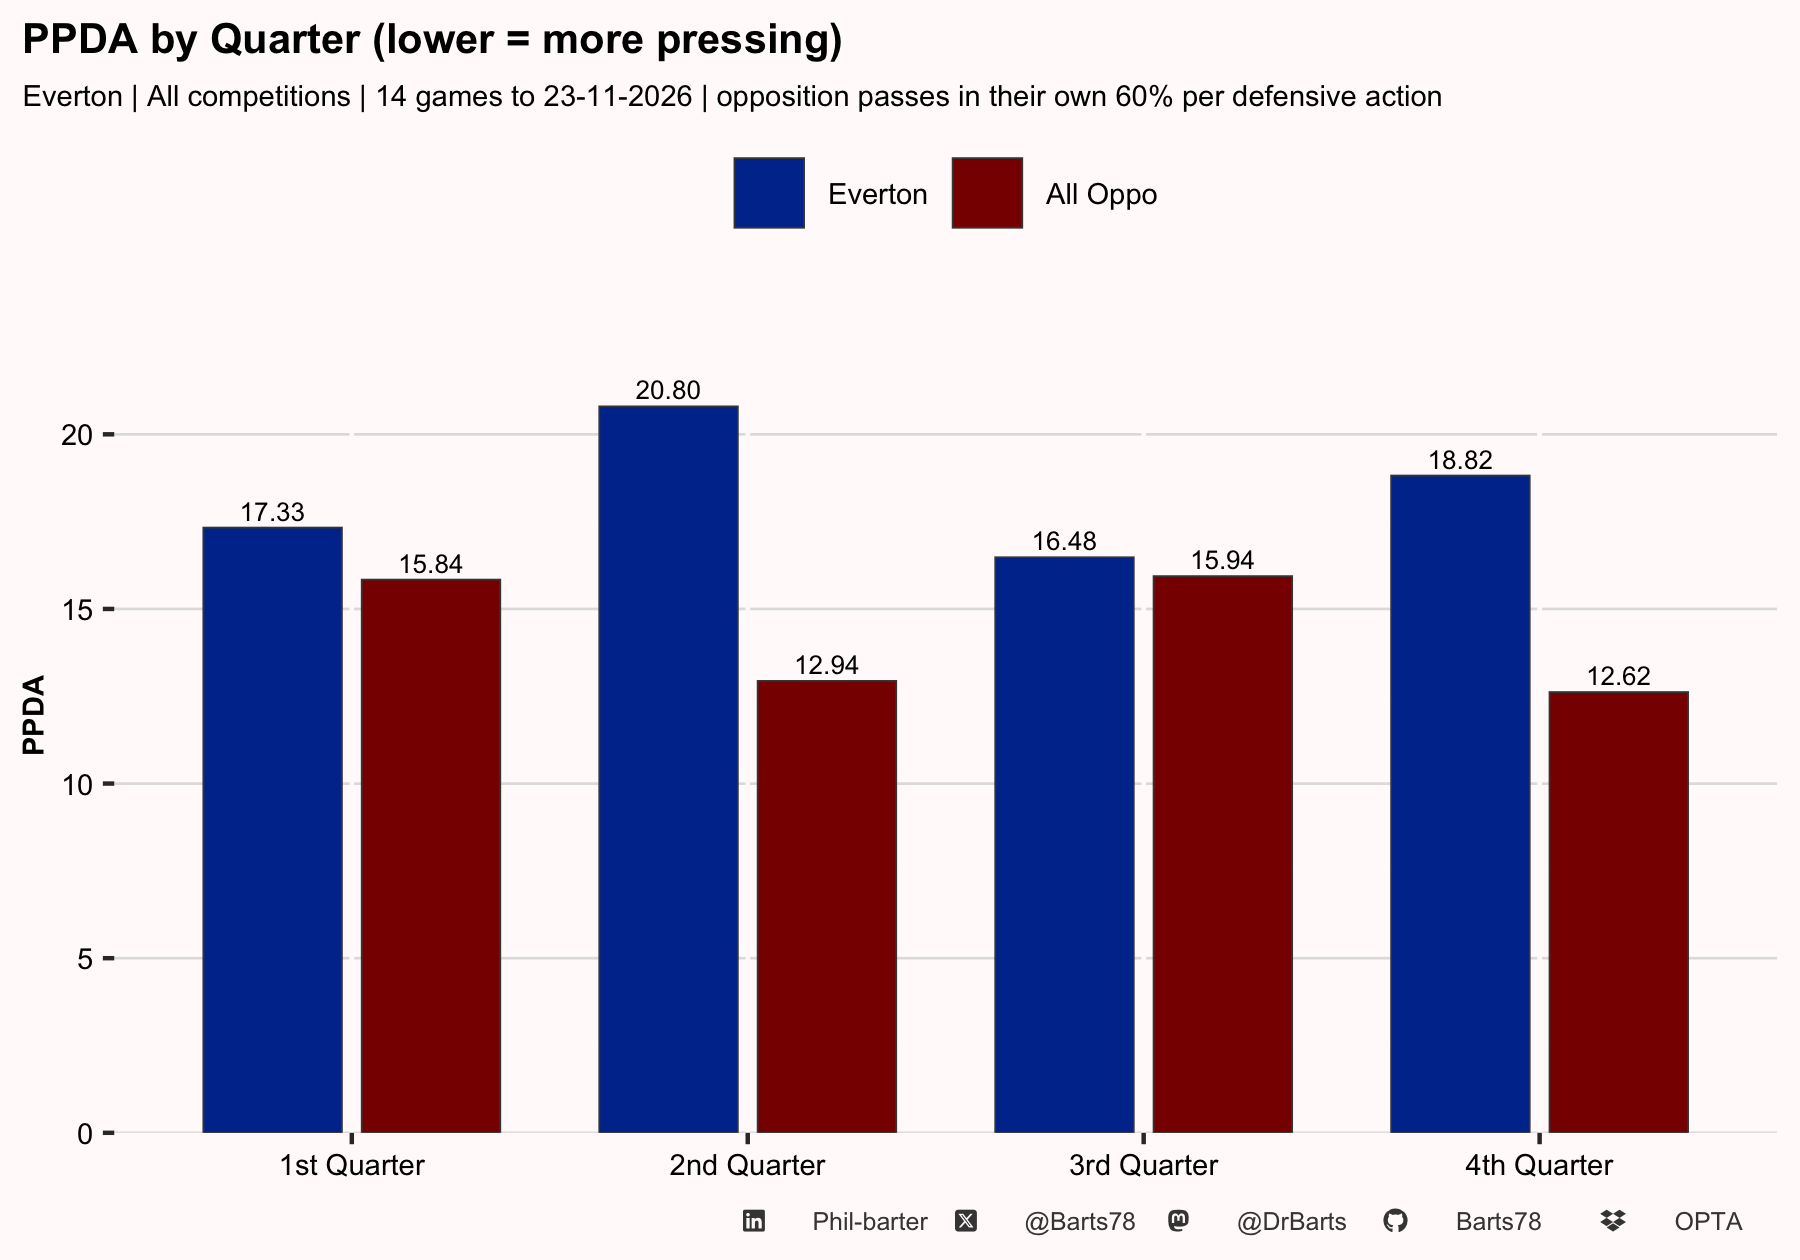 PPDA by Quarter (lower = more pressing)
Everton | All competitions | 14 games to 23-11-2026 | opposition passes in their own 60% per defensive action
Everton All Oppo
20.80
20
18.82
17.33
16.48
15.94
15.84
15
12.94
12.62
PPDA
10
5
0
1st Quarter 2nd Quarter 3rd Quarter 4th Quarter
Phil-barter @Barts78 @DrBarts Barts78 OPTA